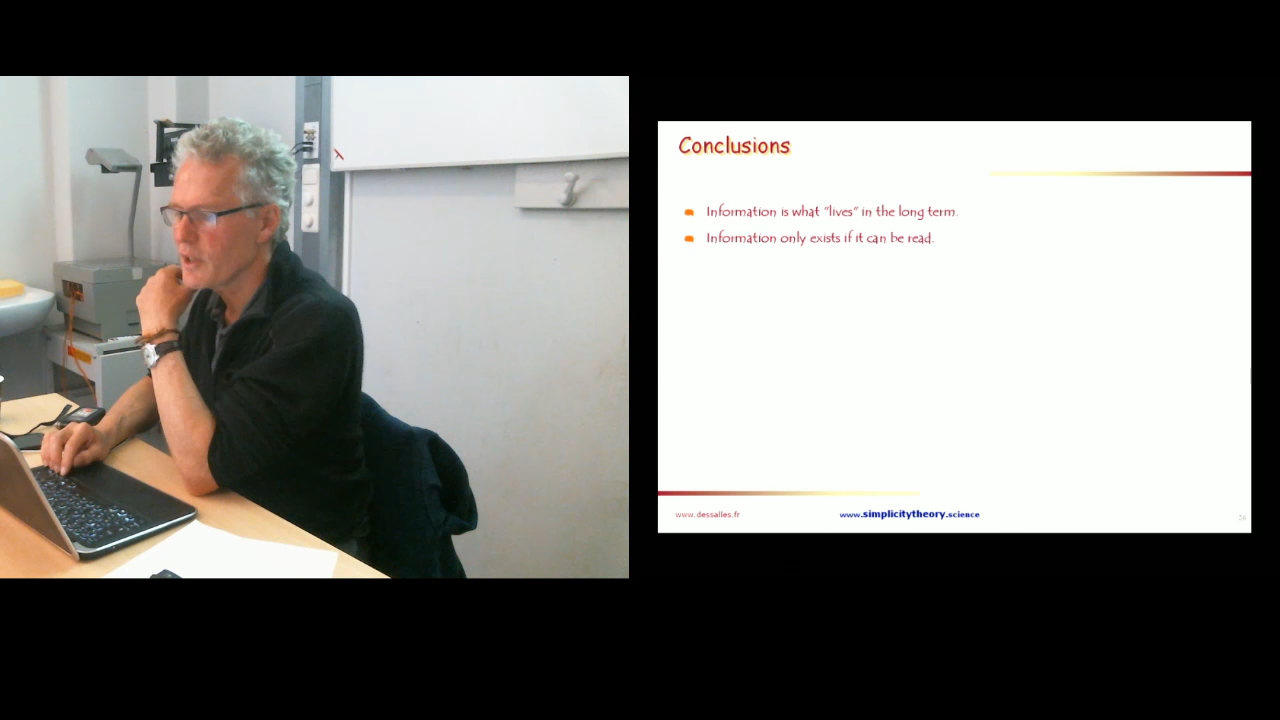 Conclusions
Information is what "lives" in the long term.
Information only exists if it can be read.
www.dessalles.fr
www.simplicitytheory.science